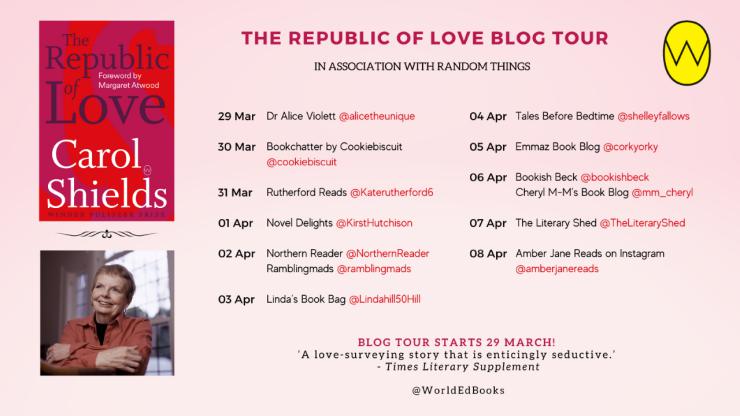 The
Republic
Foreword by
Margaret Atwood
of
Love
Carol
W
Shields
WINNER PULITZER PRIZE
THE REPUBLIC OF LOVE BLOG TOUR
IN ASSOCIATION WITH RANDOM THINGS
W
29 Mar Dr Alice Violett @alicetheunique
30 Mar Bookchatter by Cookiebiscuit
@cookiebiscuit
31 Mar Rutherford Reads @Katerutherford6
01 Apr Novel Delights @KirstHutchison
02 Apr Northern Reader @NorthernReader
Ramblingmads @ramblingmads
03 Apr Linda's Book Bag @Lindahill50Hill
04 Apr Tales Before Bedtime @shelleyfallows
05 Apr Emmaz Book Blog @corkyorky
06 Apr Bookish Beck @bookishbeck
Cheryl M-M's Book Blog @mm_cheryl
07 Apr The Literary Shed @TheLiteraryShed
08 Apr Amber Jane Reads on Instagram
@amberjanereads
BLOG TOUR STARTS 29 MARCH!
'A love-surveying story that is enticingly seductive.'
- Times Literary Supplement
@WorldEdBooks